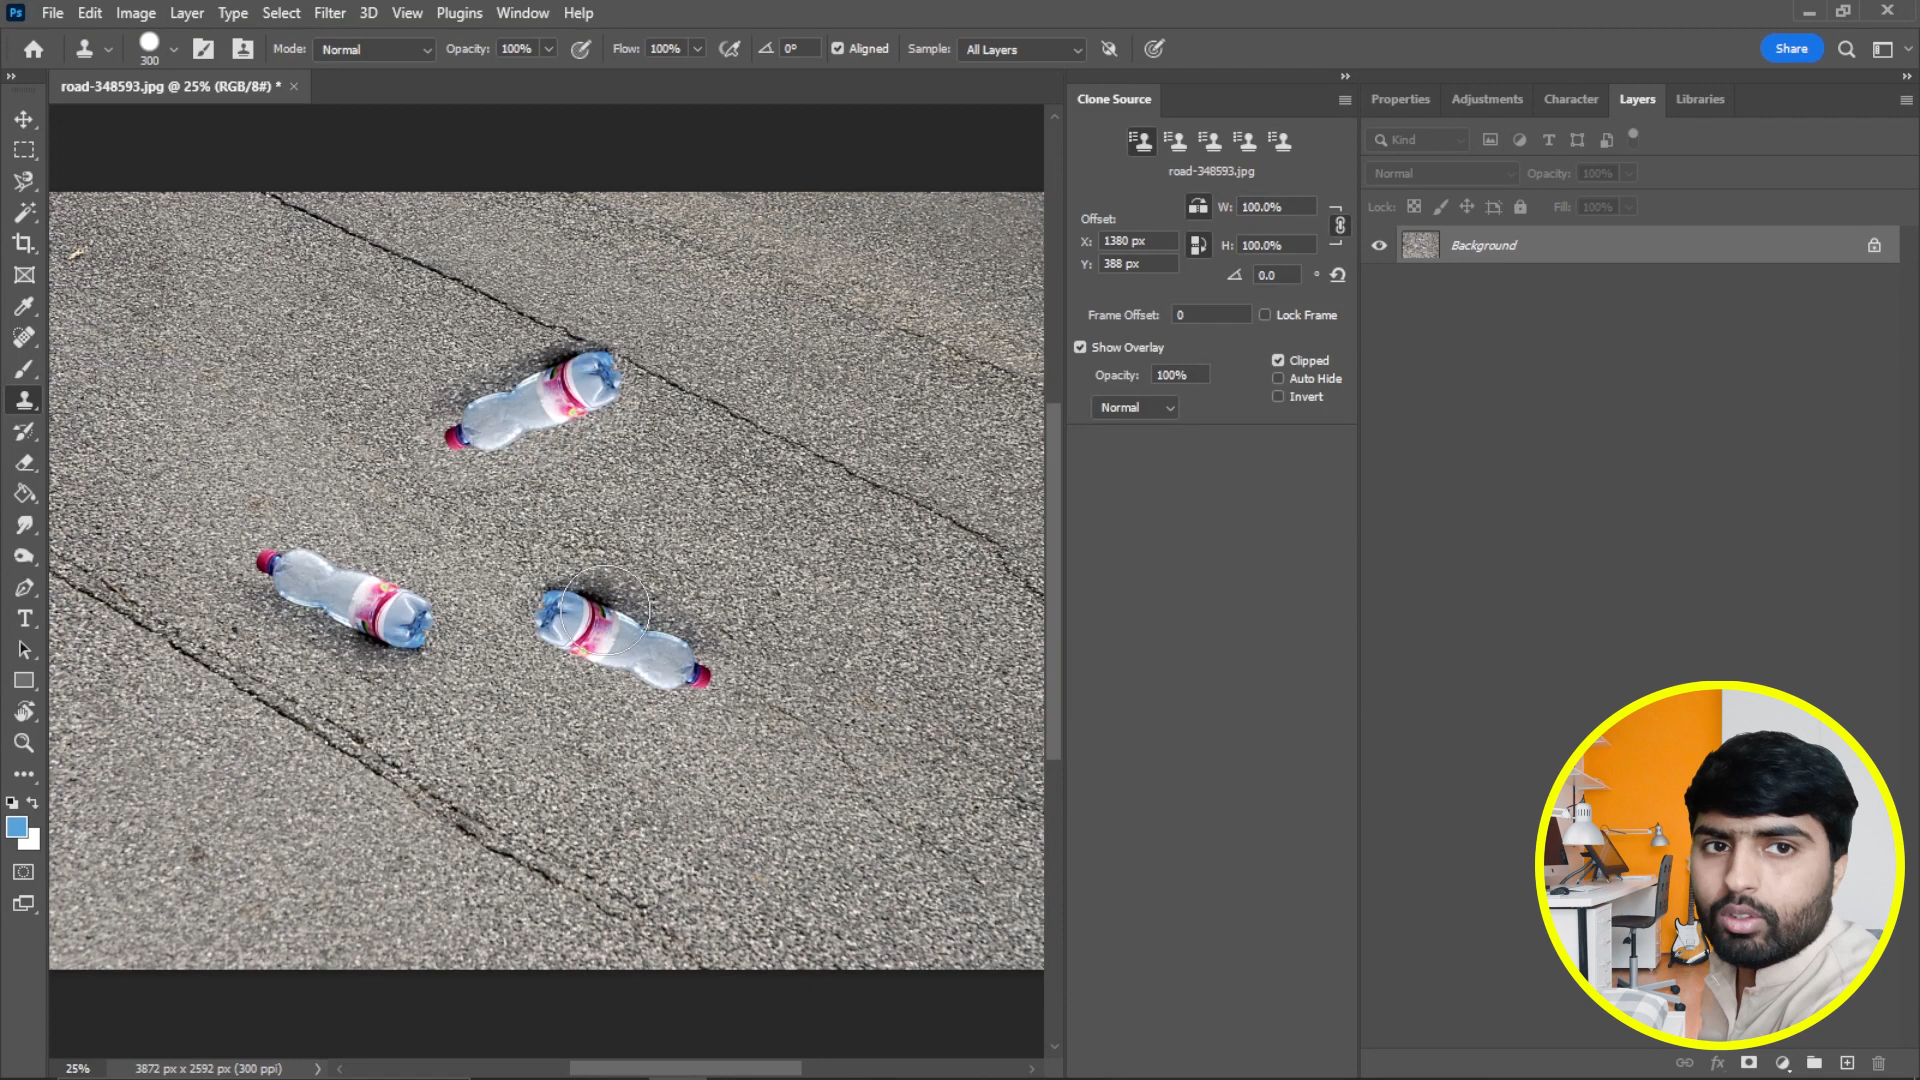 Ps File Edit Image Layer Type Select Filter 3D View Plugins Window Help
300 Mode: Normal Opacity: 100% Flow: 100% 0° Aligned Sample: All Layers Share
road-348593.jpg @ 25% (RGB/8#) * ×
Clone Source
road-348593.jpg
Offset:
W: 100.0%
X: 1380 px
H: 100.0%
Y: 388 px
0.0 °
Frame Offset: 0 Lock Frame
Show Overlay
Clipped
Opacity: 100%
Auto Hide
Invert
Normal
Properties Adjustments Character Layers Libraries
Kind
Normal Opacity: 100%
Lock: Fill: 100%
Background
25% 3872 px x 2592 px (300 ppi)